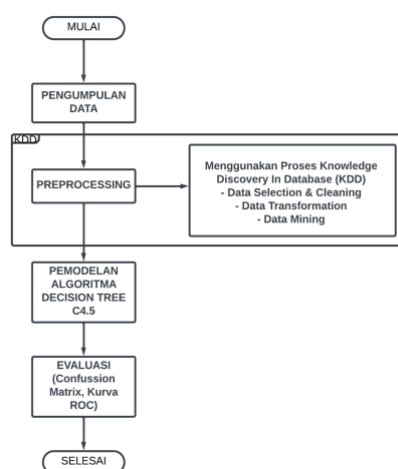 MULAI
PENGUMPULAN
DATA
KDD
PREPROCESSING
Menggunakan Proses Knowledge
Discovery In Database (KDD)
- Data Selection & Cleaning
- Data Transformation
- Data Mining
PEMODELAN
ALGORITMA
DECISION TREE
C4.5
EVALUASI
(Confussion
Matrix, Kurva
ROC)
SELESAI